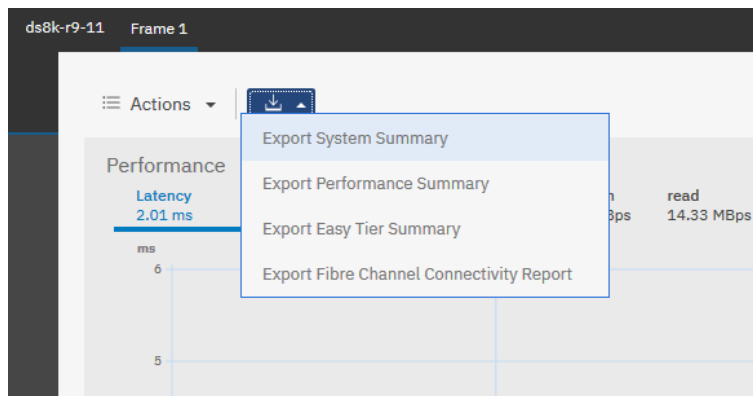 ds8k-r9-11 Frame 1
Actions
Export System Summary
Export Performance Summary
Export Easy Tier Summary
Export Fibre Channel Connectivity Report
Performance
Latency
2.01 ms
read
14.33 MBps
ms
6
5